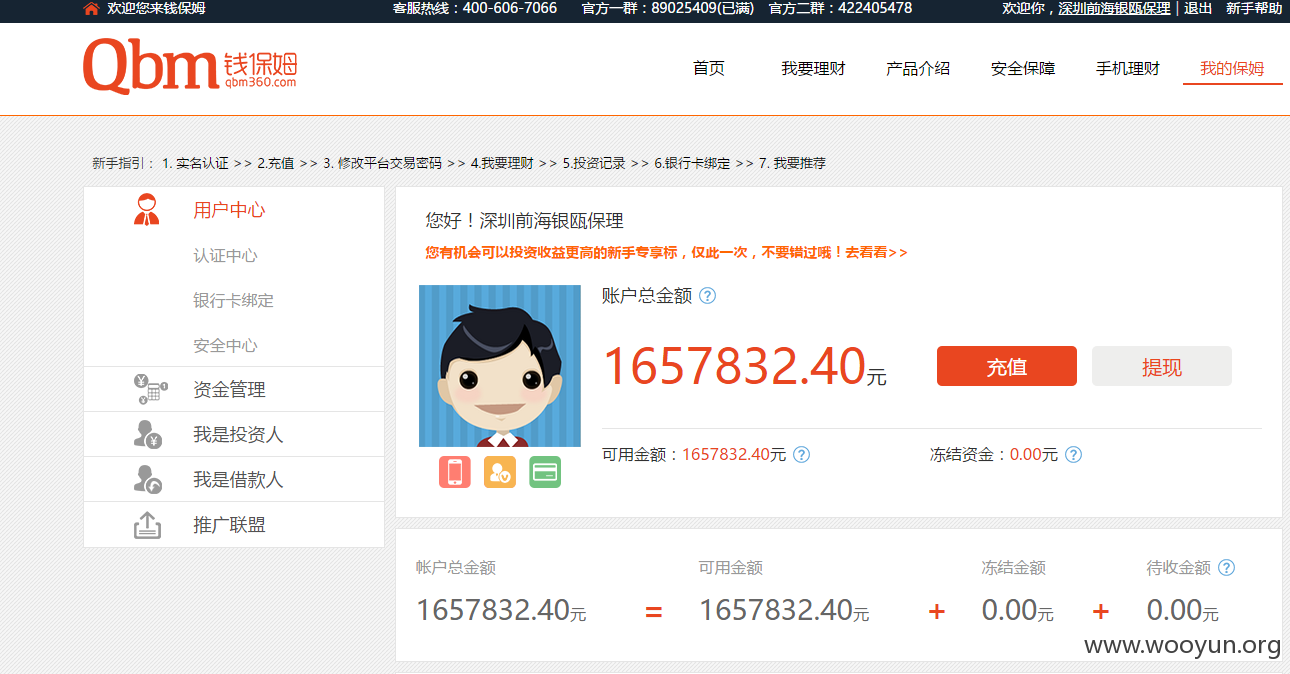 欢迎您来钱保姆 客服热线：400-606-7066 官方一群：89025409(已满) 官方二群：422405478 欢迎你，深圳前海银瓯保理 | 退出 新手帮助
Qbm 钱保姆 qbm360.com
首页 我要理财 产品介绍 安全保障 手机理财 我的保姆
新手指引： 1. 实名认证 >> 2.充值 >> 3. 修改平台交易密码 >> 4.我要理财 >> 5.投资记录 >> 6.银行卡绑定 >> 7. 我要推荐
用户中心
认证中心
银行卡绑定
安全中心
资金管理
我是投资人
我是借款人
推广联盟
您好！深圳前海银瓯保理
您有机会可以投资收益更高的新手专享标，仅此一次，不要错过哦！去看看>>
账户总金额 ?
1657832.40元 充值 提现
可用金额：1657832.40元 ? 冻结资金：0.00元 ?
帐户总金额 可用金额 冻结金额 待收金额 ?
1657832.40元 = 1657832.40元 + 0.00元 + 0.00元
www.wooyun.org